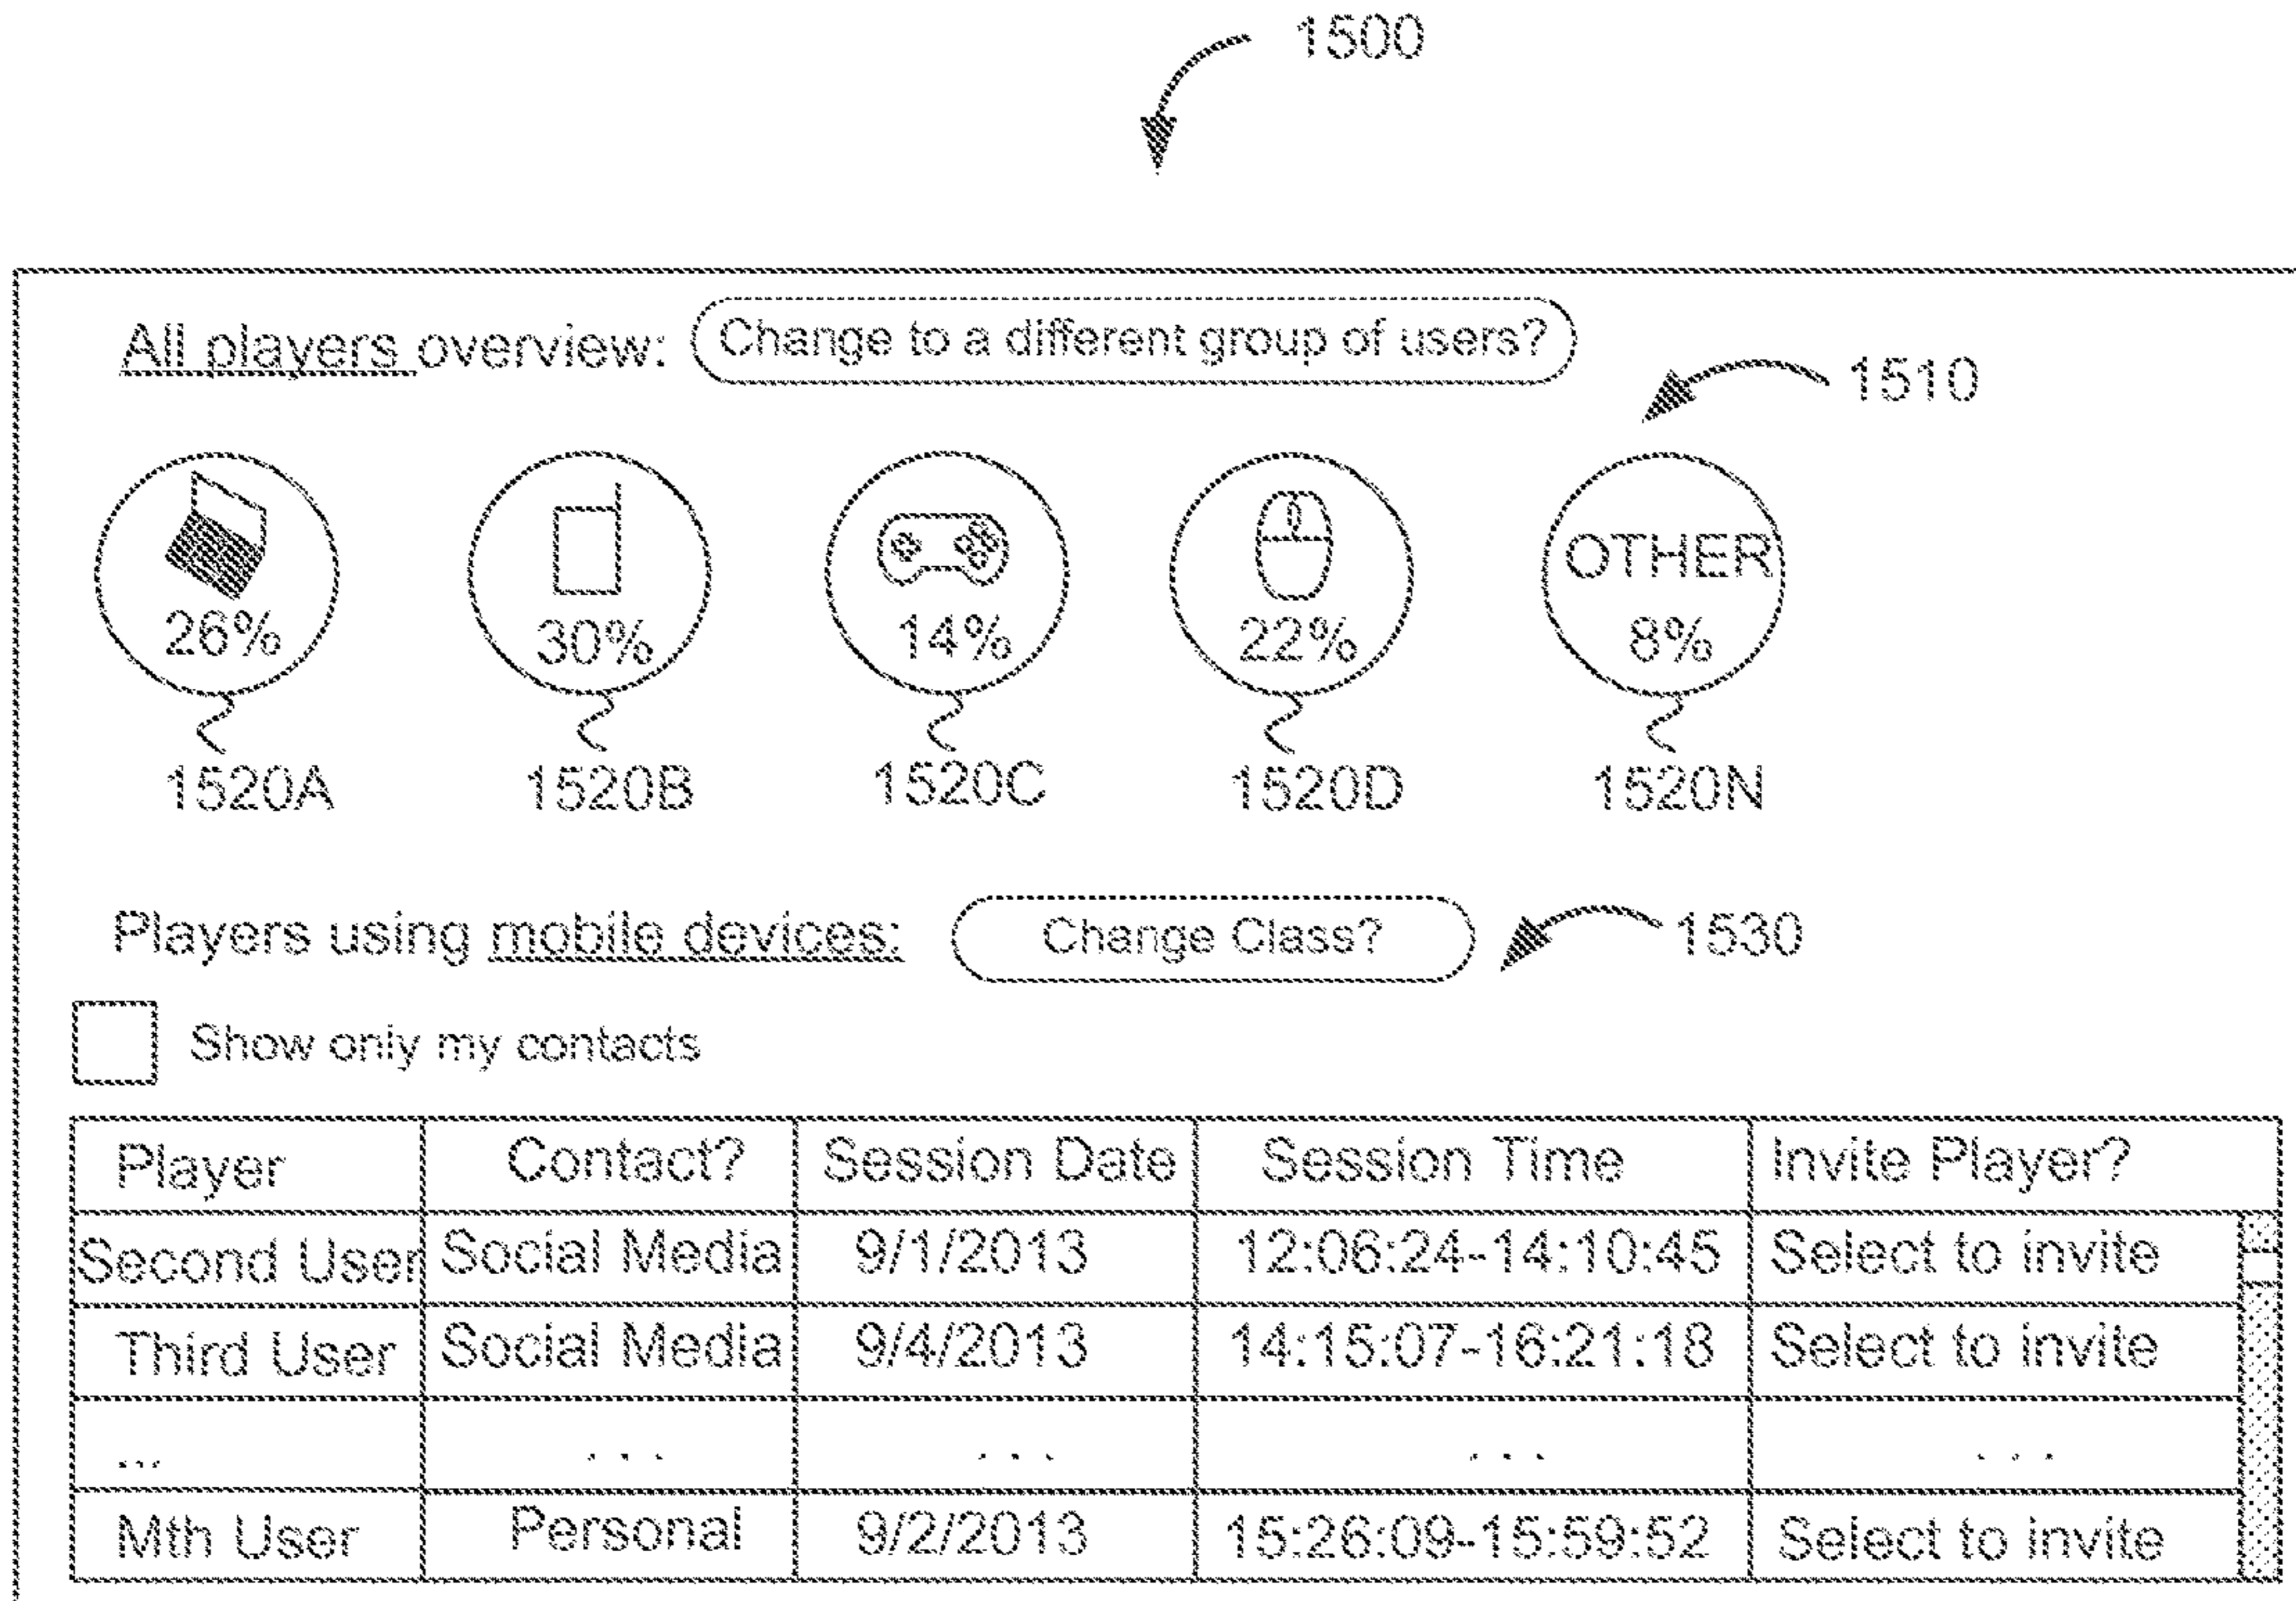 1500
All players overview: Change to a different group of users?
1510
OTHER
26% 30% 14% 22% 8%
1520A 1520B 1520C 1520D 1520N
Players using mobile devices: Change Class? 1530
Show only my contacts
Player Contact? Session Date Session Time Invite Player?
Second User Social Media 9/1/2013 12:06:24-14:10:45 Select to invite
Third User Social Media 9/4/2013 14:15:07-16:21:18 Select to invite
... ... ... ... ...
Mth User Personal 9/2/2013 15:26:09-15:59:52 Select to invite